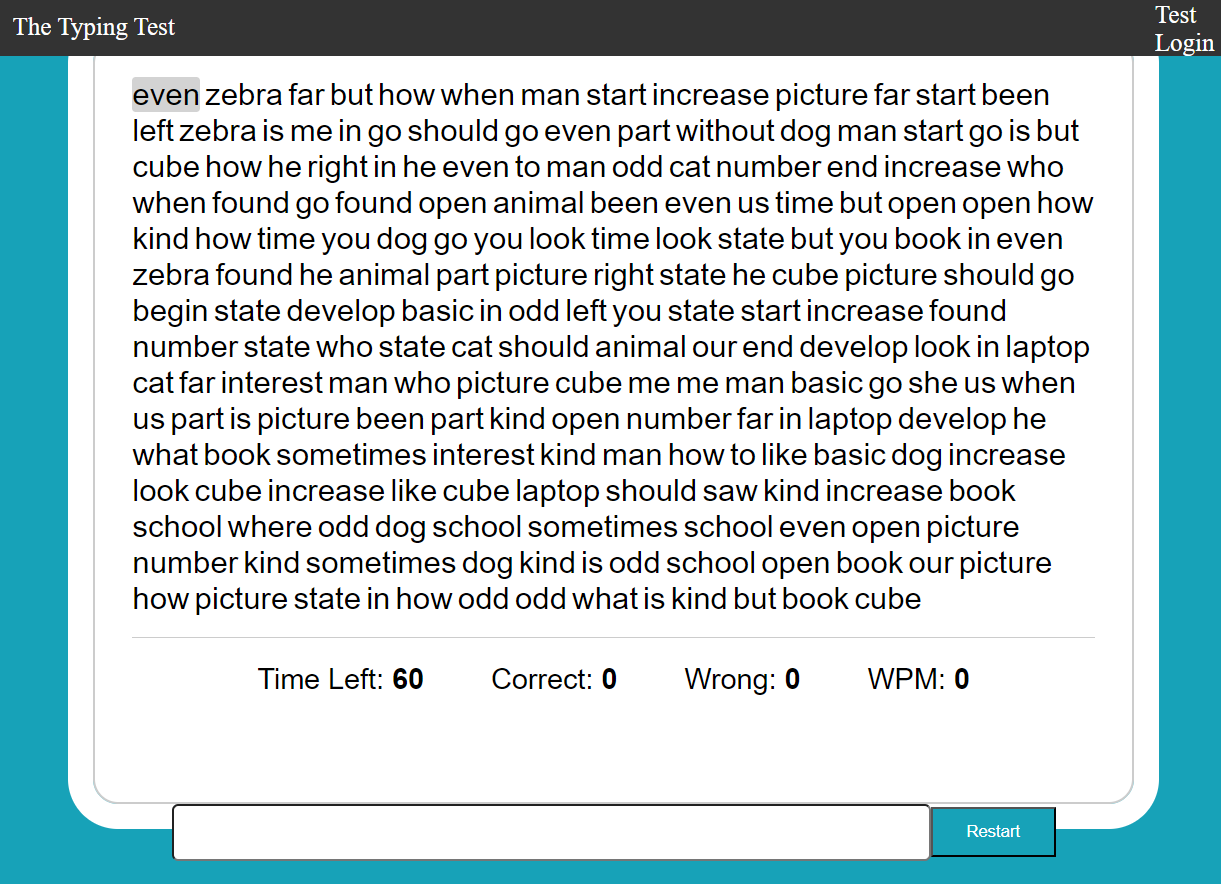 The Typing Test
Test
Login
even zebra far but how when man start increase picture far start been
left zebra is me in go should go even part without dog man start go is but
cube how he right in he even to man odd cat number end increase who
when found go found open animal been even us time but open open how
kind how time you dog go you look time look state but you book in even
zebra found he animal part picture right state he cube picture should go
begin state develop basic in odd left you state start increase found
number state who state cat should animal our end develop look in laptop
cat far interest man who picture cube me me man basic go she us when
us part is picture been part kind open number far in laptop develop he
what book sometimes interest kind man how to like basic dog increase
look cube increase like cube laptop should saw kind increase book
school where odd dog school sometimes school even open picture
number kind sometimes dog kind is odd school open book our picture
how picture state in how odd odd what is kind but book cube
Time Left: 60 Correct: 0 Wrong: 0 WPM: 0
Restart